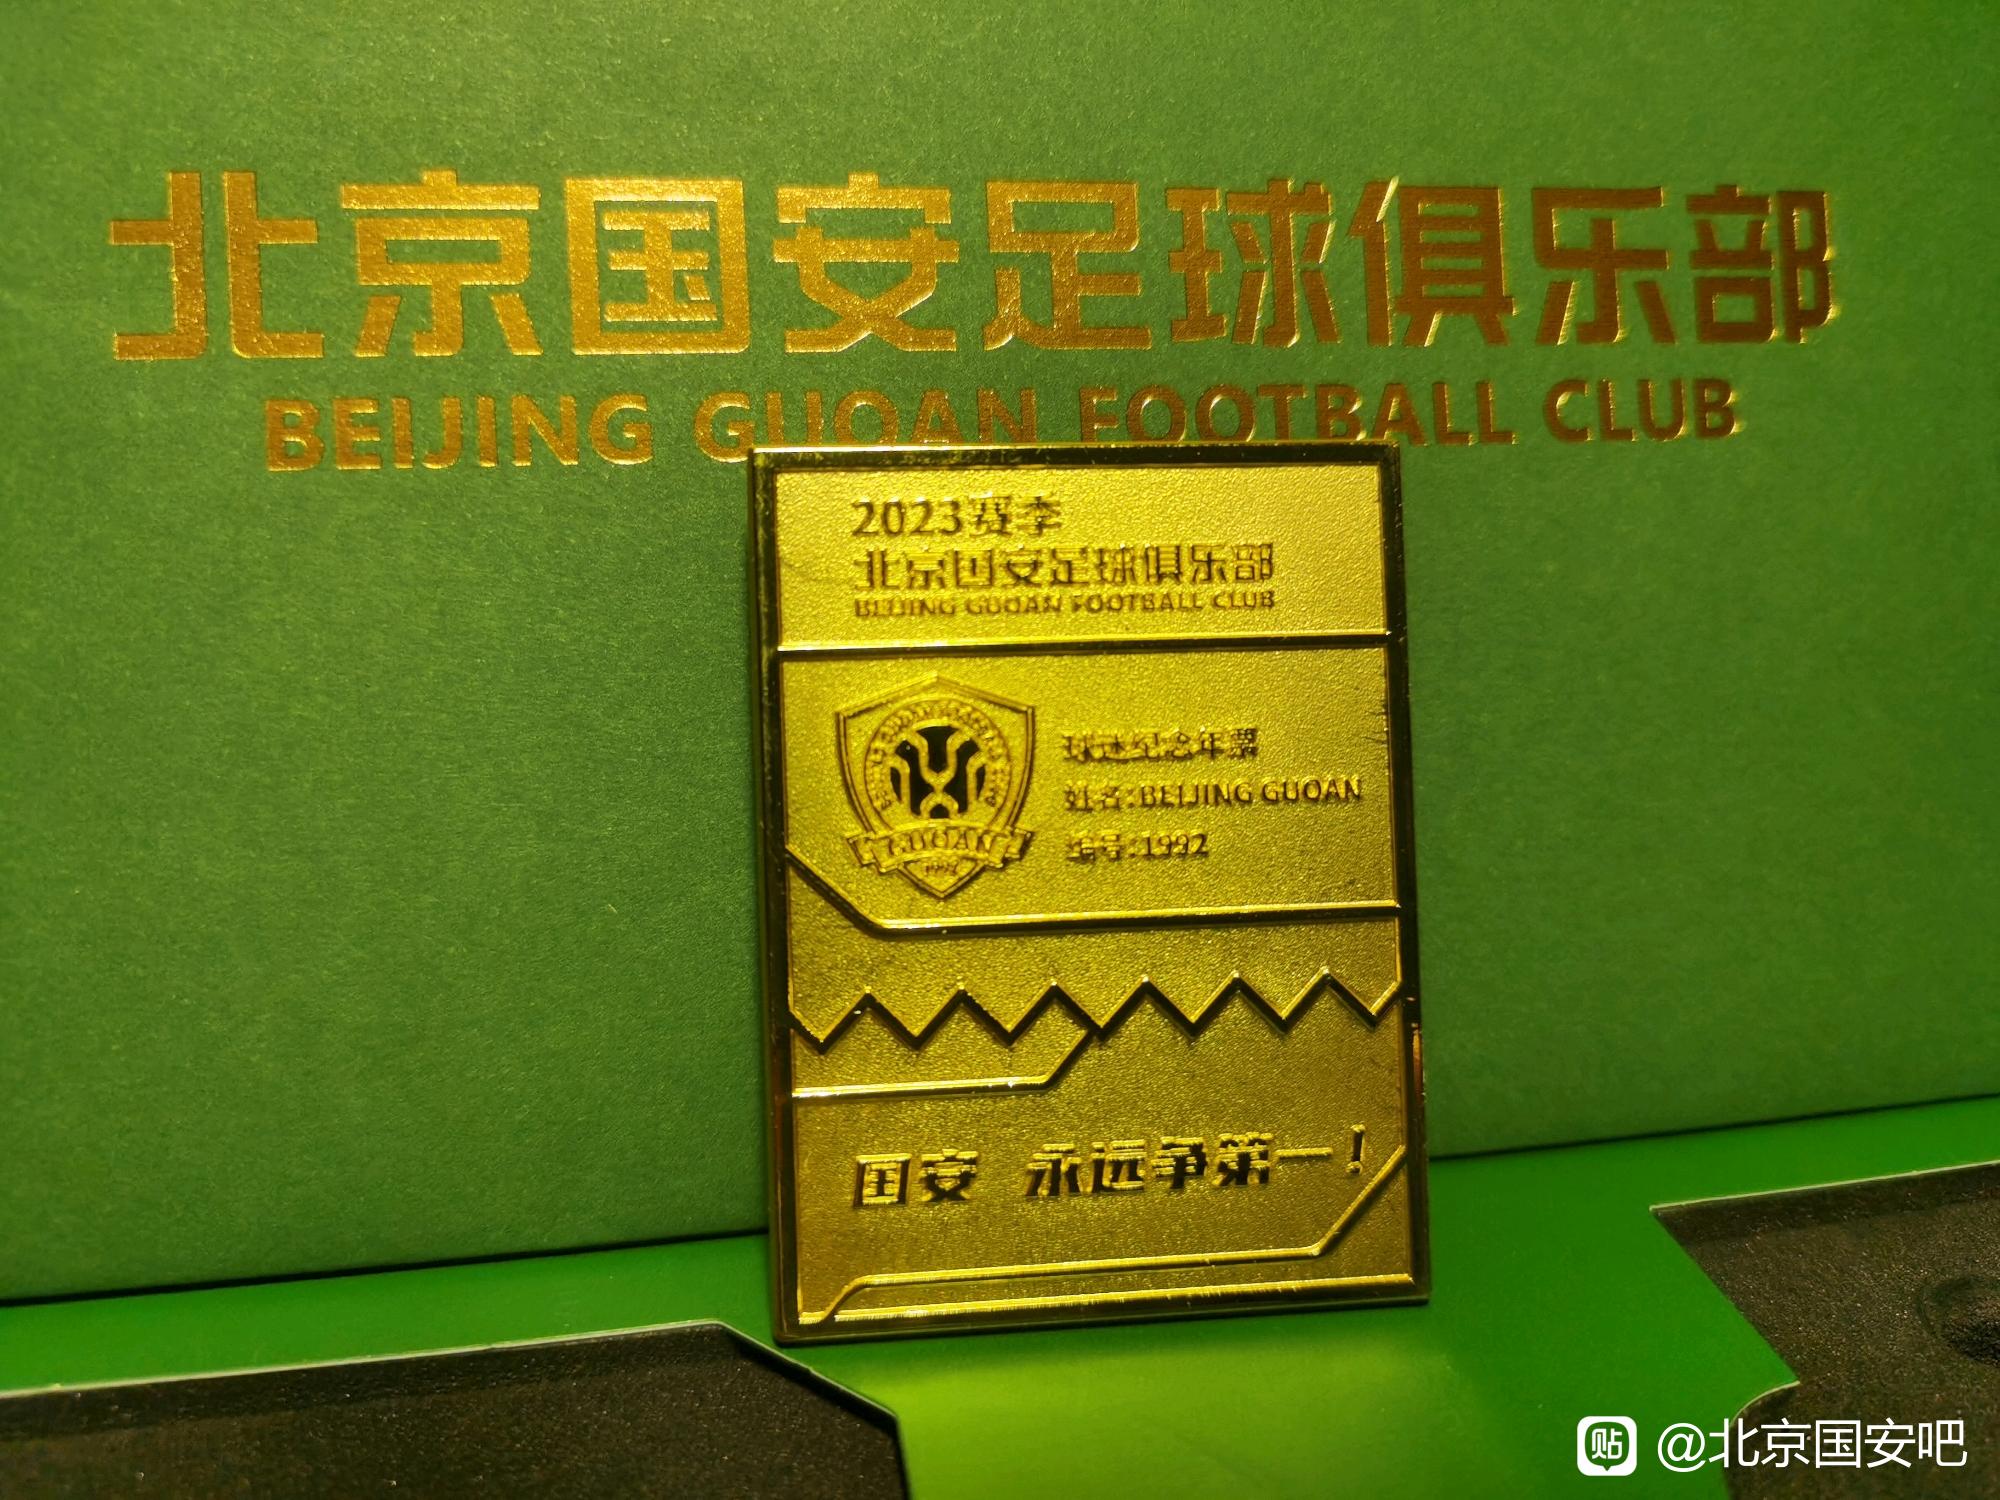 北京国安足球俱乐部
BEIJING GUOAN FOOTBALL CLUB
2023赛季
北京国安足球俱乐部
BEIJING GUOAN FOOTBALL CLUB
球迷纪念年票
姓名:BEIJING GUOAN
编号:1992
GUOAN
1992
国安 永远争第一!
贴 @北京国安吧